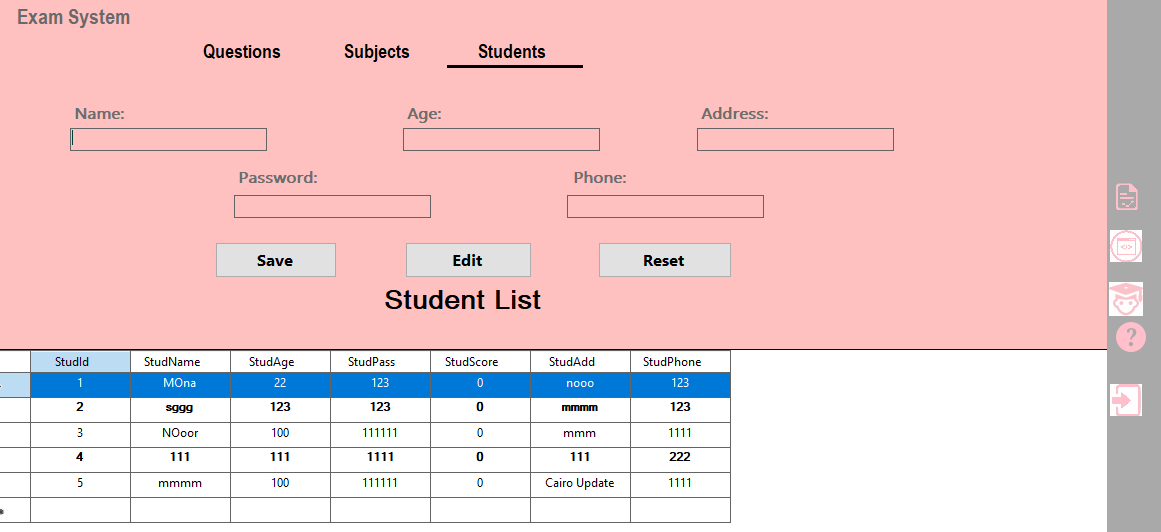 Exam System
Questions Subjects Students
Name: Age: Address:
Password: Phone:
Save Edit Reset
Student List
StudId StudName StudAge StudPass StudScore StudAdd StudPhone
1 MOna 22 123 0 nooo 123
2 sggg 123 123 0 mmmm 123
3 NOoor 100 111111 0 mmm 1111
4 111 111 1111 0 111 222
5 mmmm 100 111111 0 Cairo Update 1111